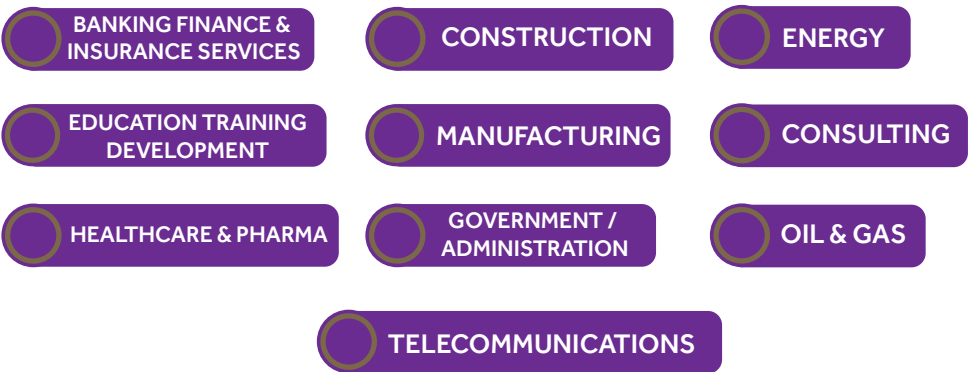 BANKING FINANCE &
INSURANCE SERVICES
CONSTRUCTION
ENERGY
EDUCATION TRAINING
DEVELOPMENT
MANUFACTURING
CONSULTING
HEALTHCARE & PHARMA
GOVERNMENT /
ADMINISTRATION
OIL & GAS
TELECOMMUNICATIONS